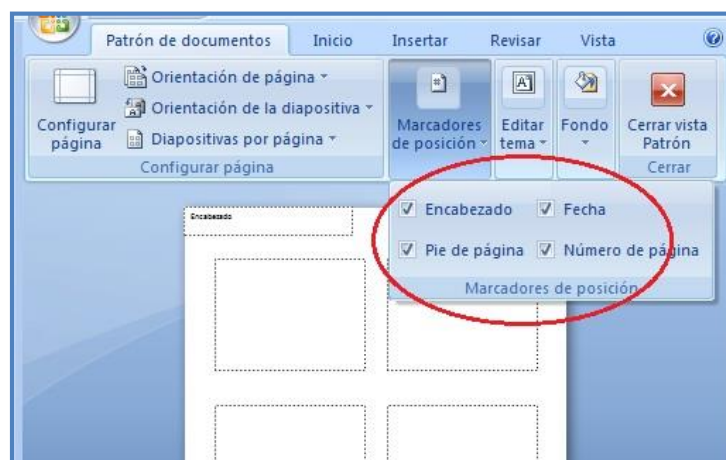 Patrón de documentos Inicio Insertar Revisar Vista
Orientación de página
Orientación de la diapositiva
Diapositivas por página
Configurar
página
Configurar página
Marcadores
de posición
Editar
tema
Fondo
Cerrar vista
Patrón
Cerrar
Encabezado Fecha
Pie de página Número de página
Marcadores de posición
Encabezado